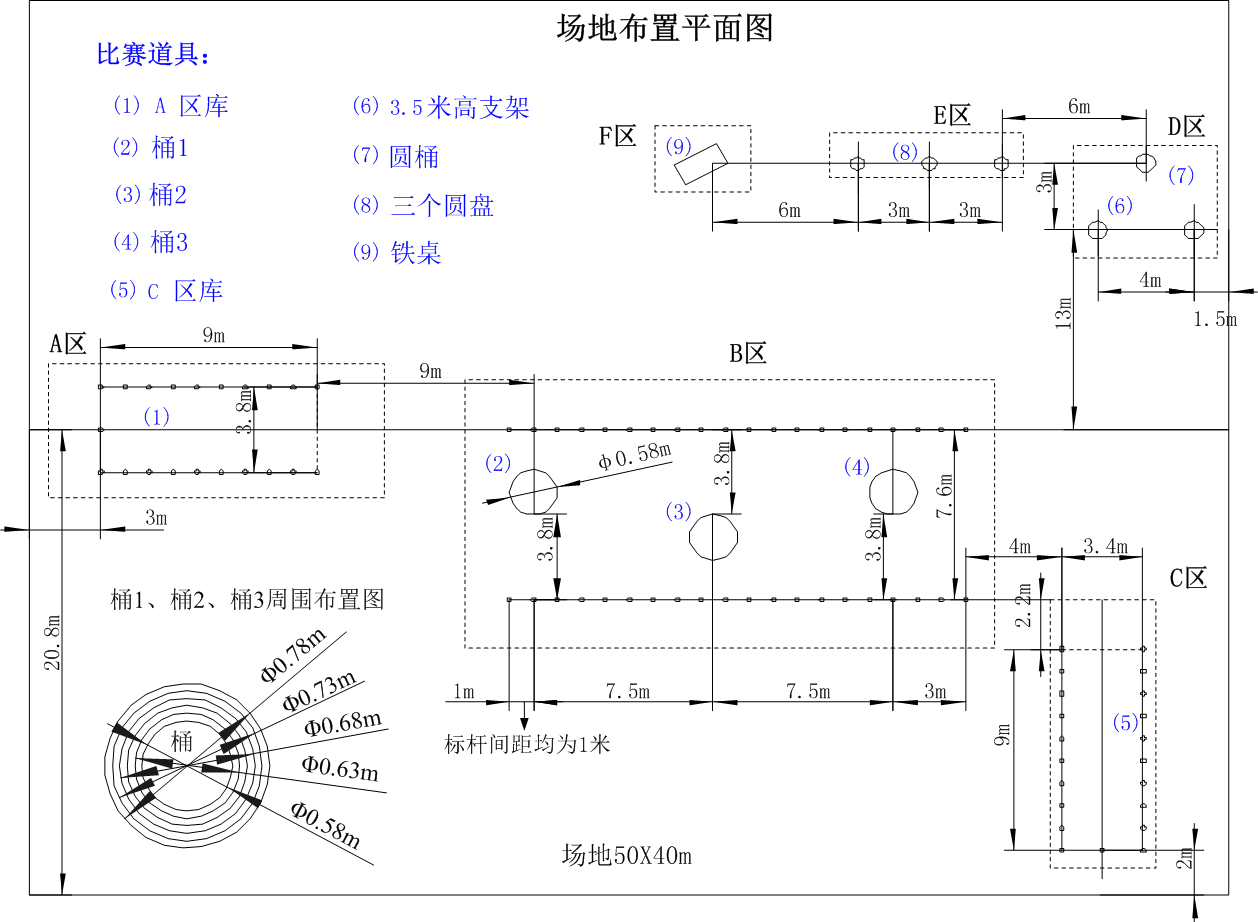 场地布置平面图
比赛道具：
(1) A 区库
(2) 桶1
(3) 桶2
(4) 桶3
(5) C 区库
(6) 3.5米高支架
(7) 圆桶
(8) 三个圆盘
(9) 铁桌
F区
(9)
E区
(8)
6m
D区
(7)
(6)
3m
6m
3m
3m
4m
1.5m
13m
A区
9m
(1)
3.8m
9m
B区
(2)
φ0.58m
3.8m
(4)
(3)
7.6m
3.8m
3.8m
3m
20.8m
4m
3.4m
C区
2.2m
(5)
9m
2m
1m
7.5m
7.5m
3m
标杆间距均为1米
桶1、桶2、桶3周围布置图
Φ0.78m
Φ0.73m
Φ0.68m
Φ0.63m
Φ0.58m
桶
场地50X40m